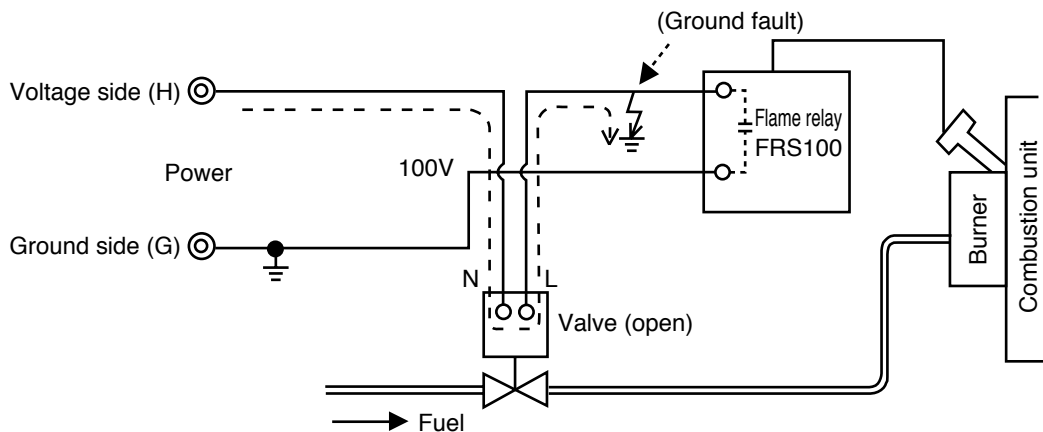 (Ground fault)
Voltage side (H)
Flame relay
FRS100
Power
100V
Ground side (G)
N
L
Valve (open)
Burner
Combustion unit
Fuel